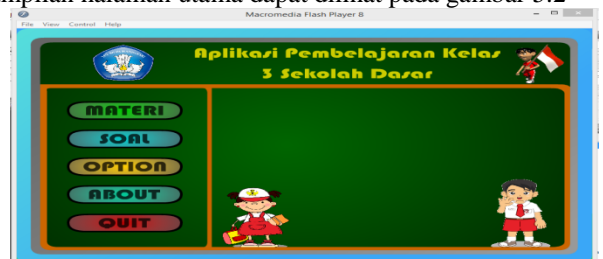 tampilan halaman utama dapat dilihat pada gambar 3.2
Macromedia Flash Player 8
File View Control Help
Aplikasi Pembelajaran Kelas
3 Sekolah Dasar
MATERI
SOAL
OPTION
ABOUT
QUIT